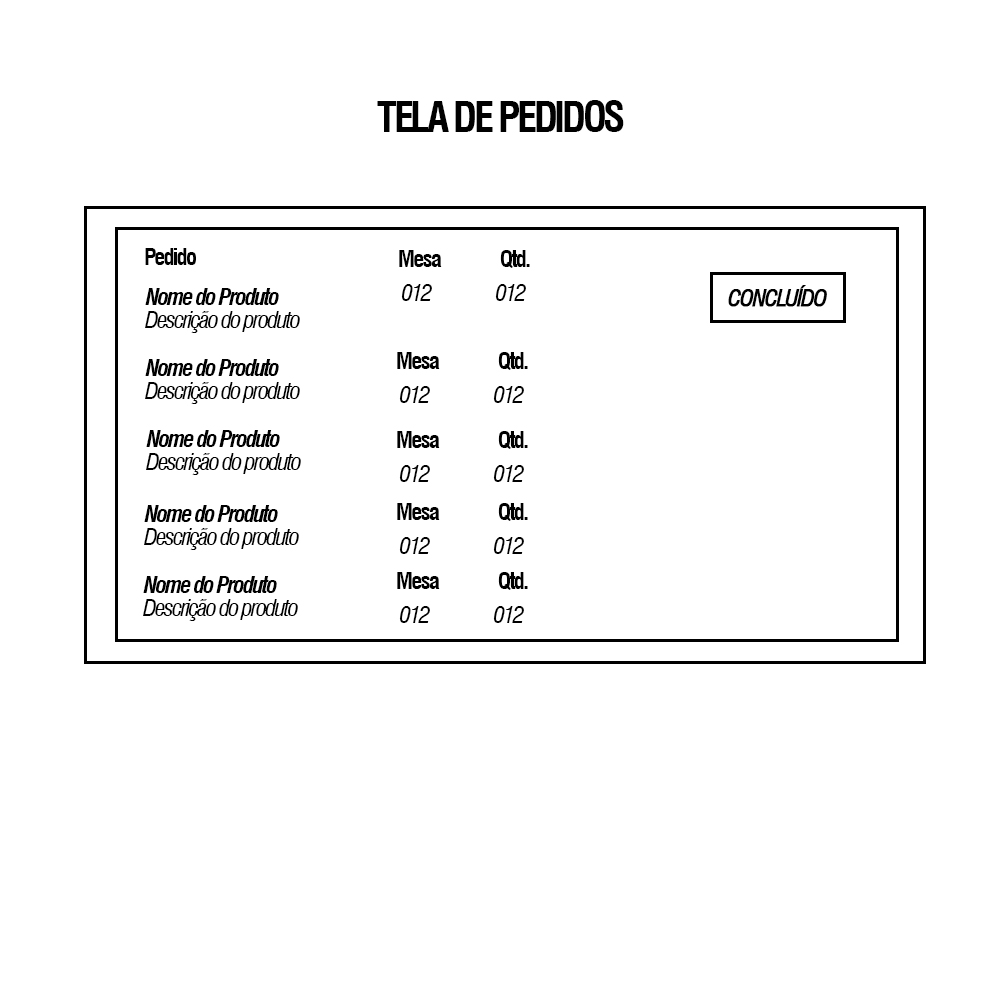 TELA DE PEDIDOS
Pedido Mesa Qtd.
Nome do Produto 012 012 CONCLUÍDO
Descrição do produto
Mesa Qtd.
Nome do Produto
Descrição do produto 012 012
Nome do Produto Mesa Qtd.
Descrição do produto 012 012
Nome do Produto Mesa Qtd.
Descrição do produto 012 012
Nome do Produto Mesa Qtd.
Descrição do produto 012 012